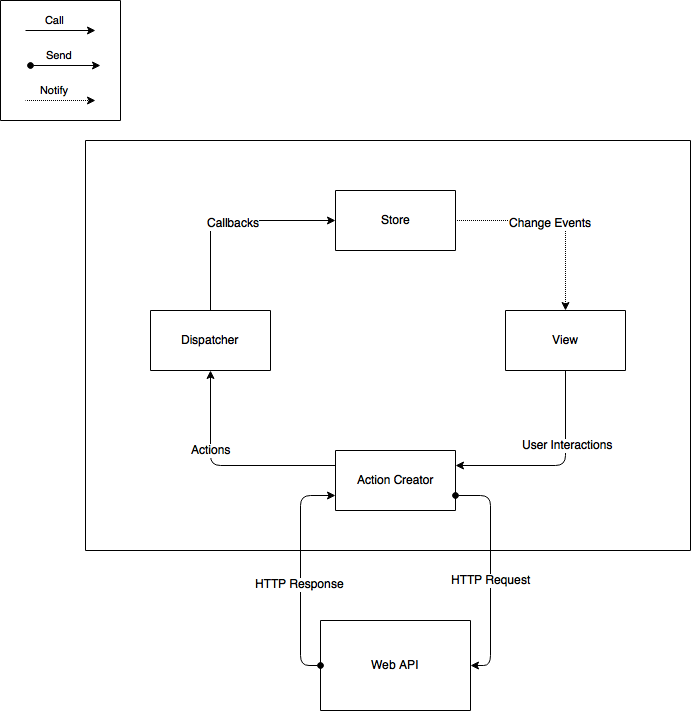 Call
Send
Notify
Callbacks
Store
Change Events
Dispatcher
View
Actions
User Interactions
Action Creator
HTTP Response
HTTP Request
Web API